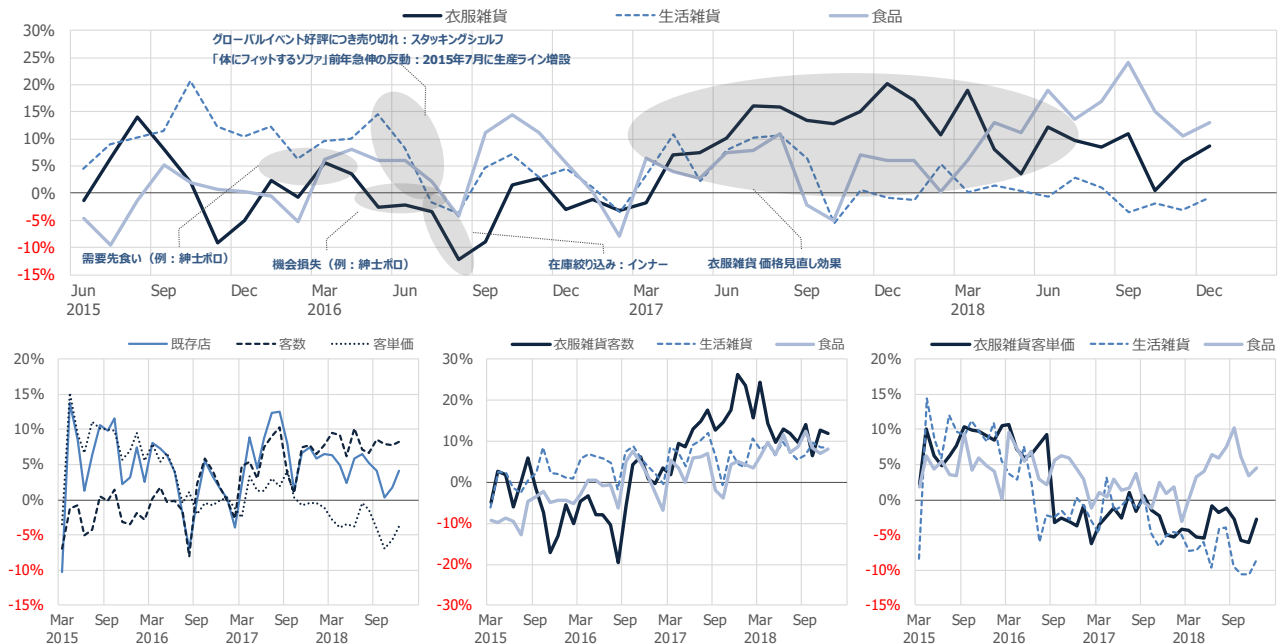 衣服雑貨 生活雑貨 食品
30%
25%
20%
15%
10%
5%
0%
-5%
-10%
-15%
グローバルイベント好評につき売り切れ：スタッキングシェルフ
「体にフィットするソファ」前年急伸の反動：2015年7月に生産ライン増設
需要先食い（例：紳士ポロ）
機会損失（例：紳士ポロ）
在庫絞り込み：インナー
衣服雑貨 価格見直し効果
Jun Sep Dec Mar Jun Sep Dec Mar Jun Sep Dec Mar Jun Sep Dec
2015 2016 2017 2018
既存店 客数 客単価
20%
15%
10%
5%
0%
-5%
-10%
-15%
Mar Sep Mar Sep Mar Sep Mar Sep
2015 2016 2017 2018
衣服雑貨客数 生活雑貨 食品
30%
20%
10%
0%
-10%
-20%
-30%
Mar Sep Mar Sep Mar Sep Mar Sep
2015 2016 2017 2018
衣服雑貨客単価 生活雑貨 食品
20%
15%
10%
5%
0%
-5%
-10%
-15%
Mar Sep Mar Sep Mar Sep Mar Sep
2015 2016 2017 2018